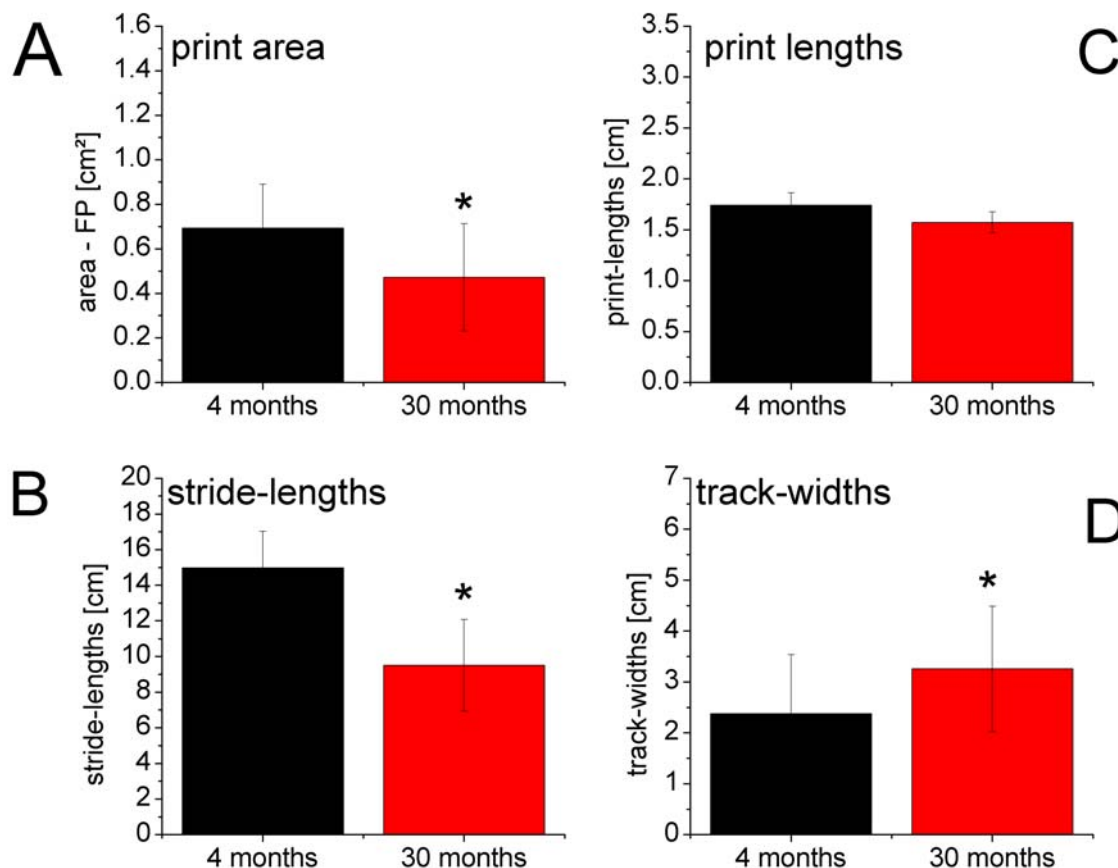 A
print area
area - FP [cm²]
1.6
1.4
1.2
1.0
0.8
0.6
0.4
0.2
0.0
*
4 months
30 months
C
print lengths
print-lengths [cm]
3.5
3.0
2.5
2.0
1.5
1.0
0.5
0.0
4 months
30 months
B
stride-lengths
stride-lengths [cm]
20
18
16
14
12
10
8
6
4
2
0
*
4 months
30 months
D
track-widths
track-widths [cm]
7
6
5
4
3
2
1
0
*
4 months
30 months